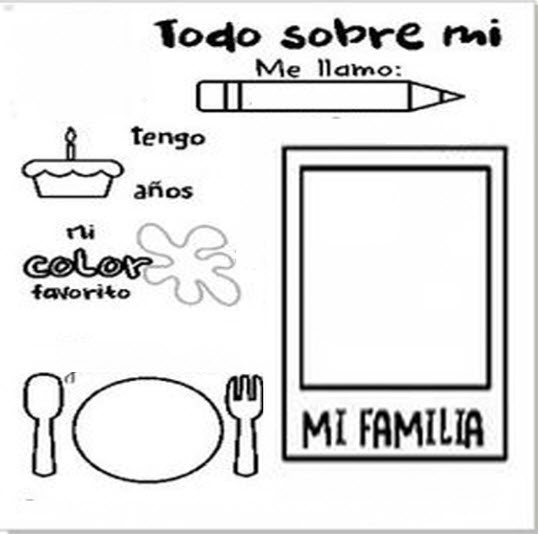 Todo sobre mi
Me llamo:
tengo
años
mi
color
favorito
MI FAMILIA